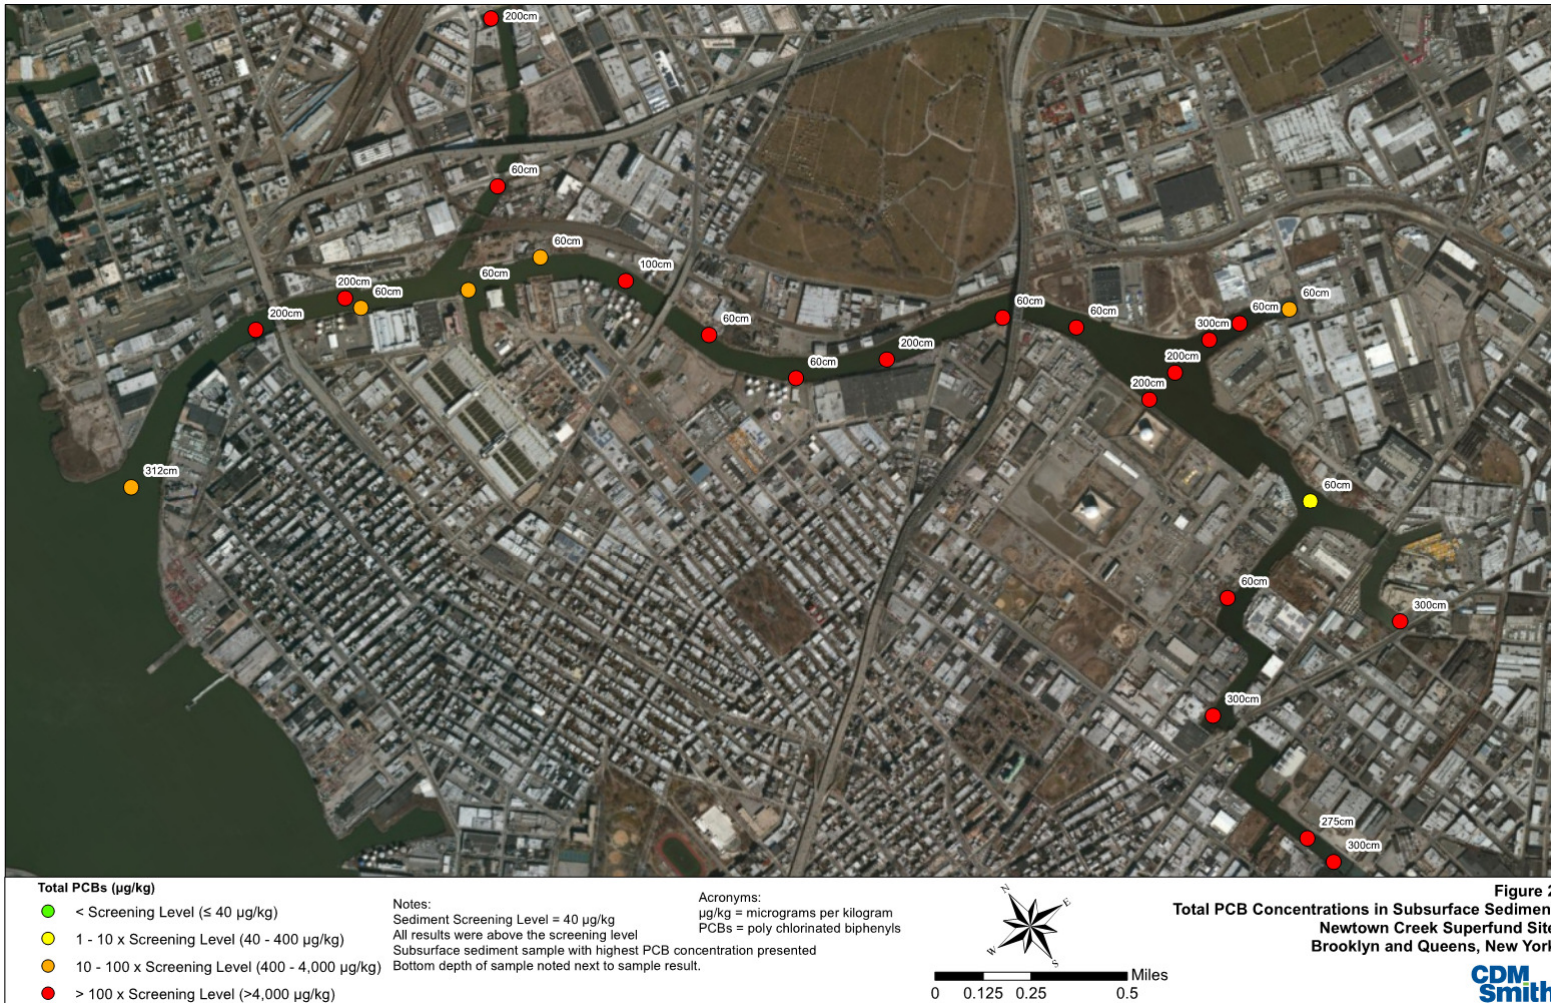 200cm
60cm
60cm
200cm
60cm
60cm
100cm
200cm
60cm
60cm
200cm
60cm
60cm
60cm
60cm
300cm
200cm
200cm
312cm
60cm
60cm
300cm
300cm
275cm
300cm
Total PCBs (µg/kg)
< Screening Level (≤ 40 µg/kg)
1 - 10 x Screening Level (40 - 400 µg/kg)
10 - 100 x Screening Level (400 - 4,000 µg/kg)
> 100 x Screening Level (>4,000 µg/kg)
Notes:
Sediment Screening Level = 40 µg/kg
All results were above the screening level
Subsurface sediment sample with highest PCB concentration presented
Bottom depth of sample noted next to sample result.
Acronyms:
µg/kg = micrograms per kilogram
PCBs = poly chlorinated biphenyls
N
E
W
S
Miles
0 0.125 0.25 0.5
Figure 2
Total PCB Concentrations in Subsurface Sedimen
Newtown Creek Superfund Site
Brooklyn and Queens, New York
CDM
Smith